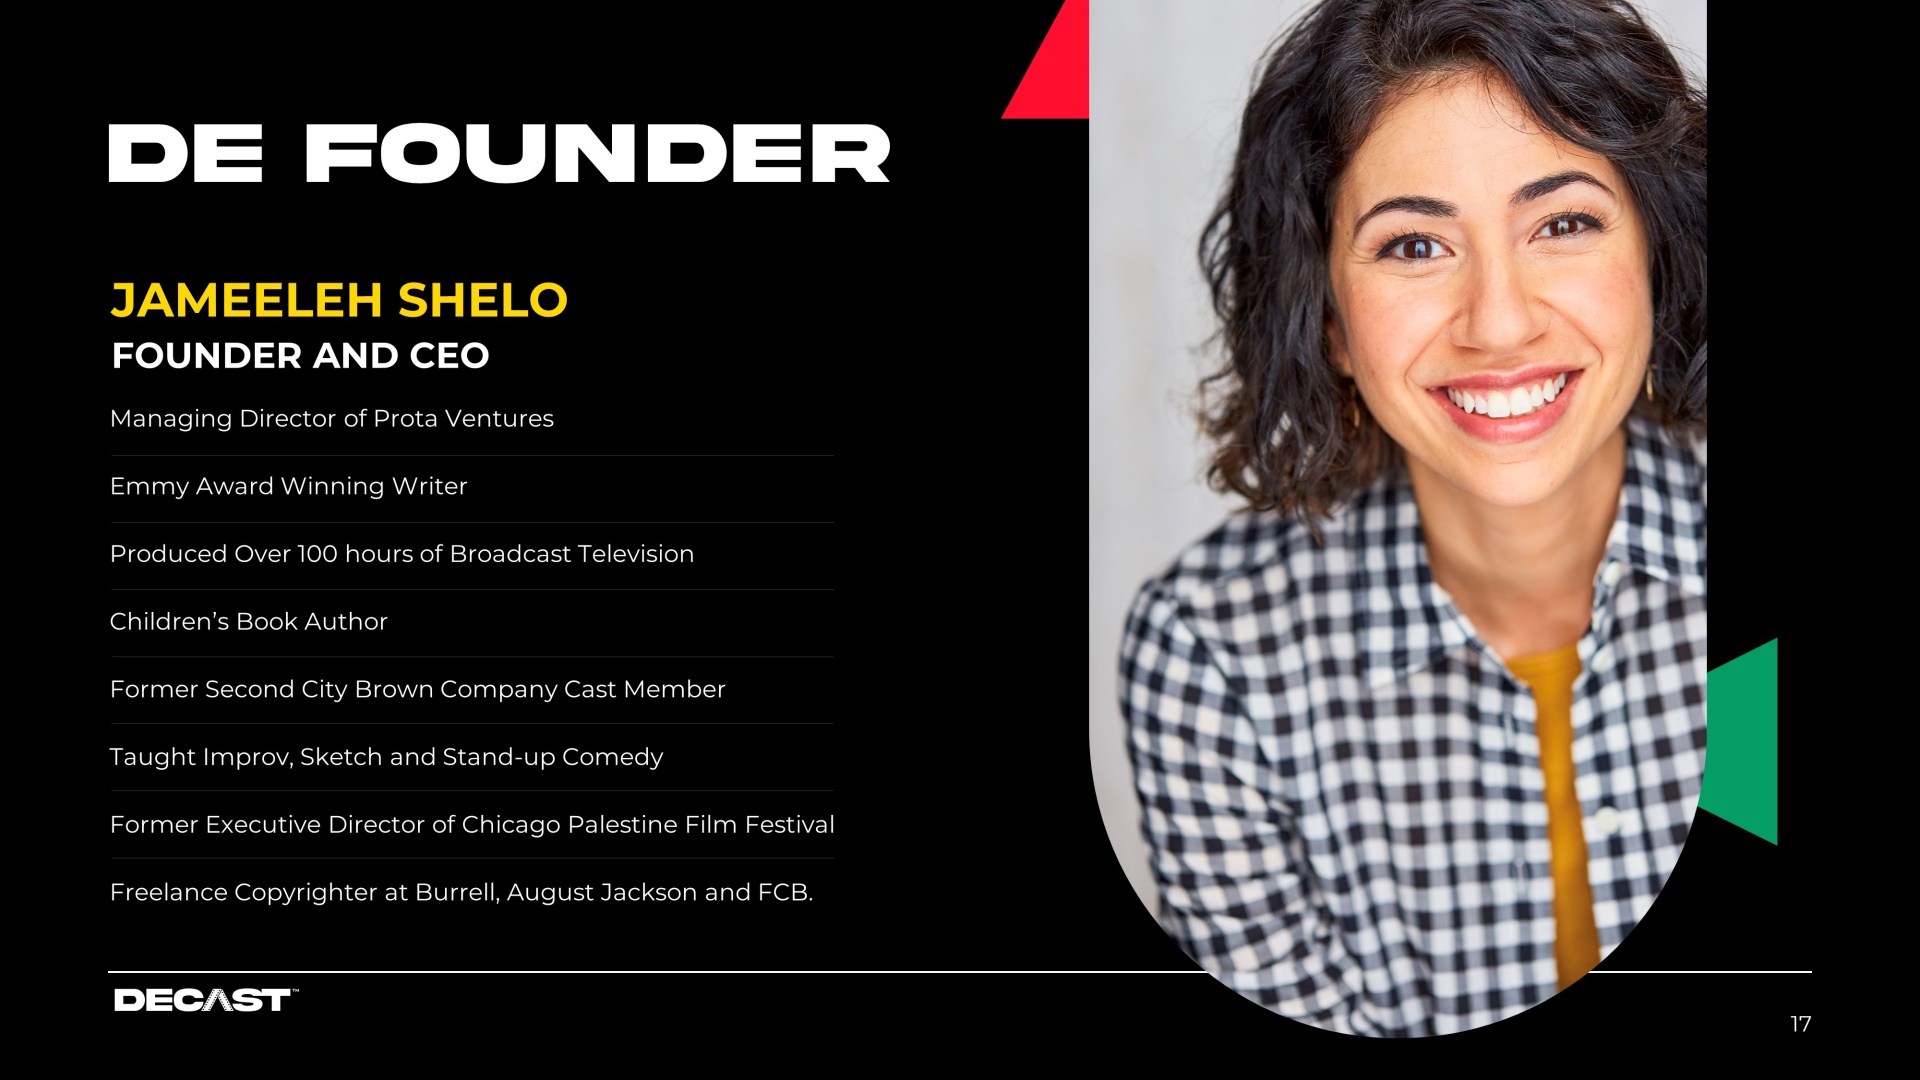 DE FOUNDER
JAMEELEH SHELO
FOUNDER AND CEO
Managing Director of Prota Ventures
Emmy Award Winning Writer
Produced Over 100 hours of Broadcast Television
Children’s Book Author
Former Second City Brown Company Cast Member
Taught Improv, Sketch and Stand-up Comedy
Former Executive Director of Chicago Palestine Film Festival
Freelance Copyrighter at Burrell, August Jackson and FCB.
DECAST™
17